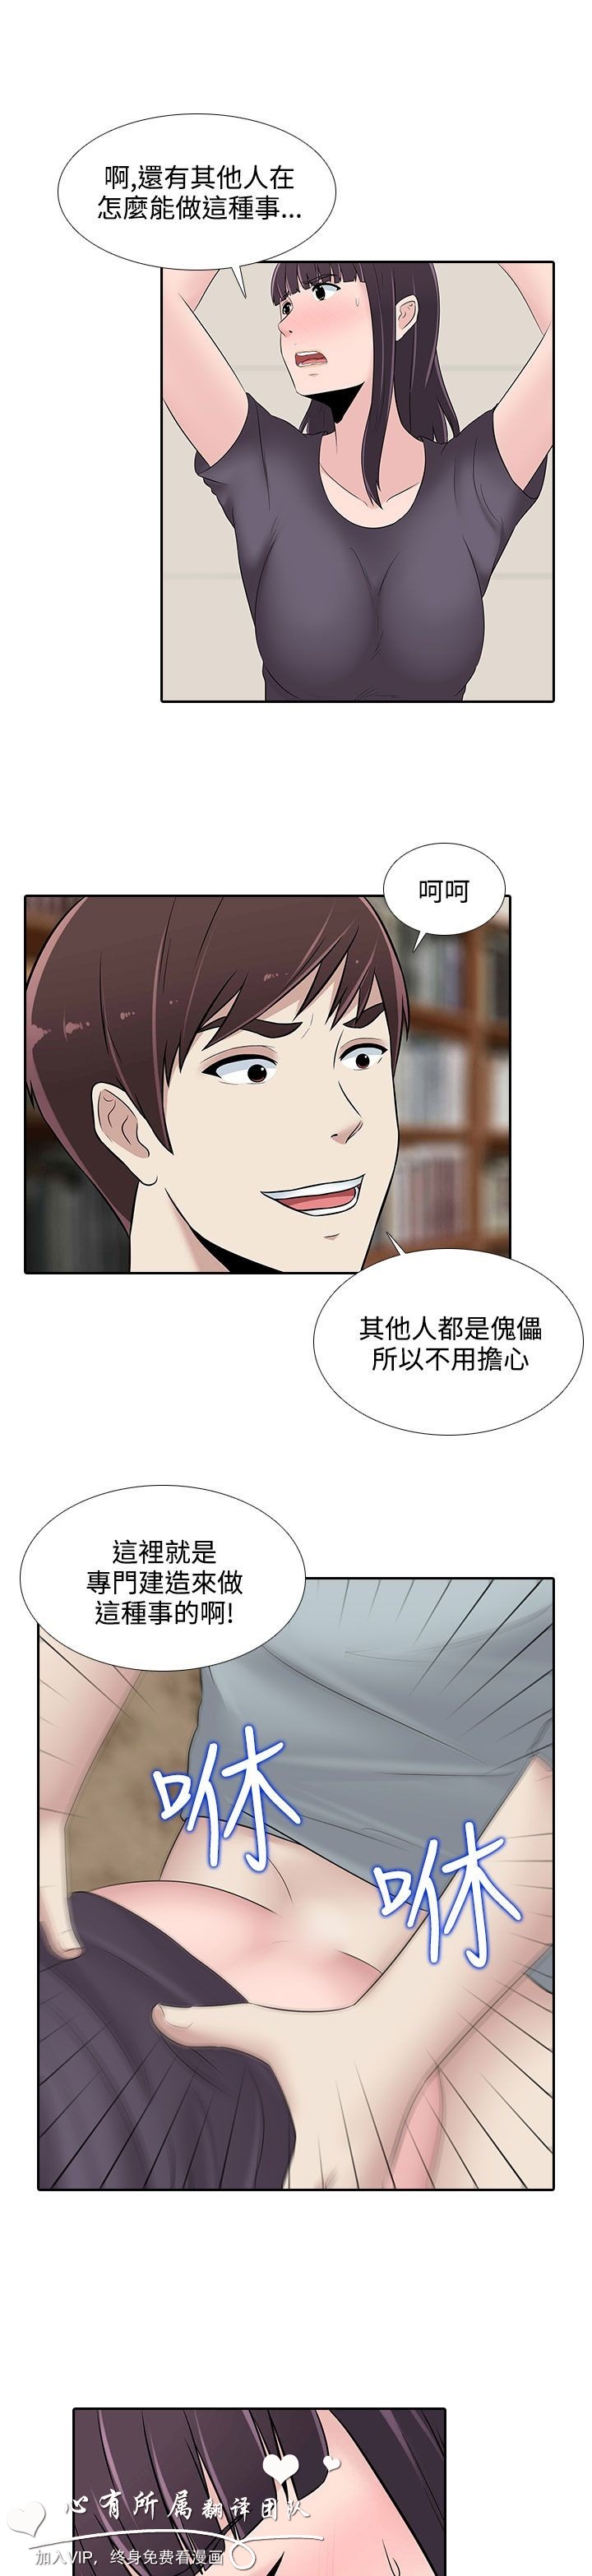 啊,還有其他人在
怎麼能做這種事...
呵呵
其他人都是傀儡
所以不用擔心
這裡就是
專門建造來做
這種事的啊!
咻
咻
心有所属翻译团队
加入VIP，终身免费看漫画